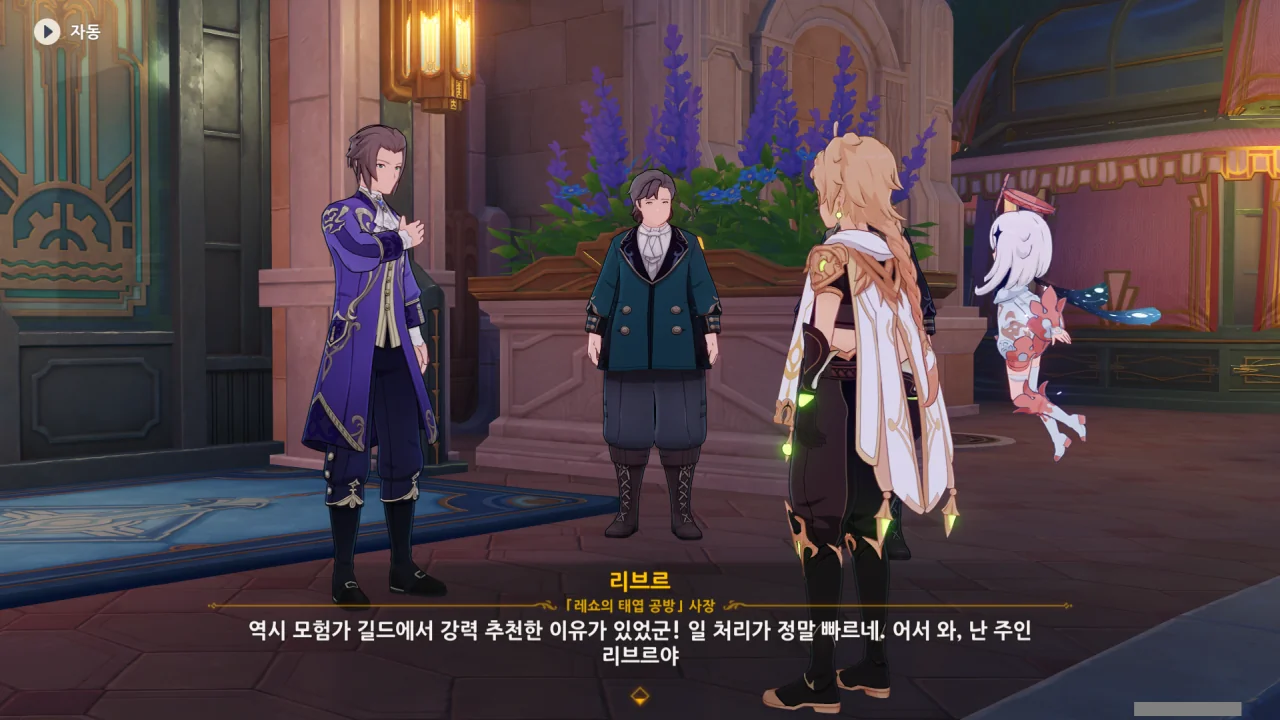 자동
리브르
「레쇼의 태엽 공방」 사장
역시 모험가 길드에서 강력 추천한 이유가 있었군! 일 처리가 정말 빠르네. 어서 와, 난 주인
리브르야